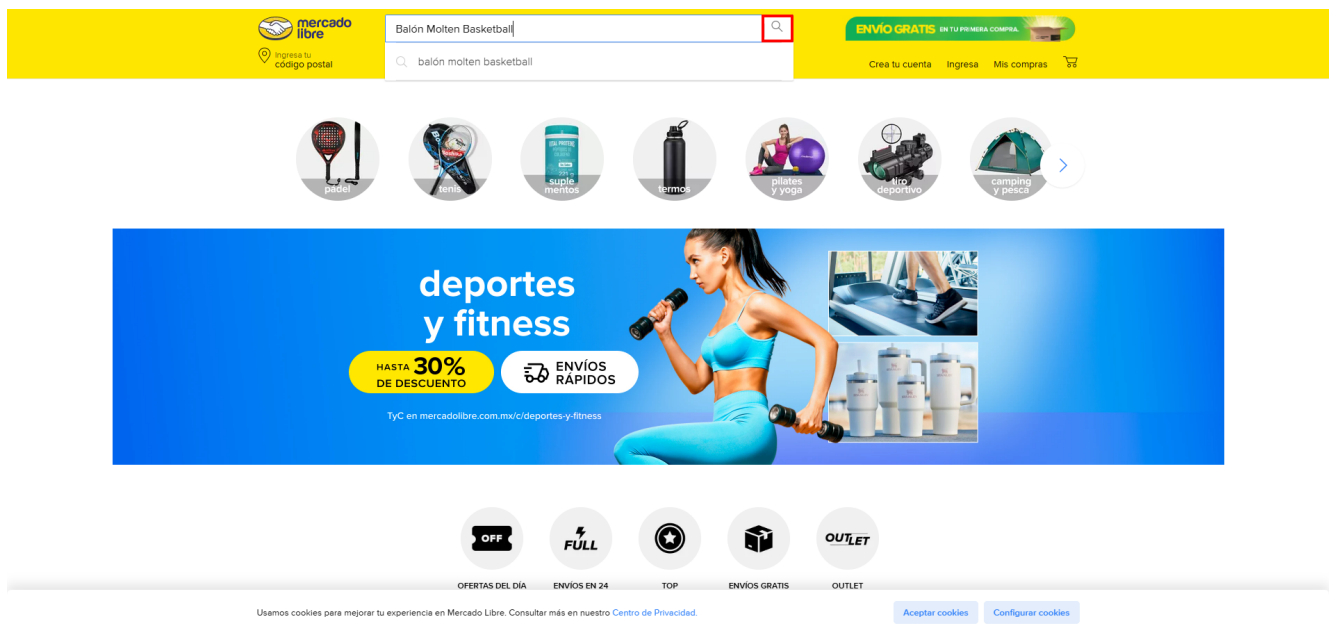 mercado
libre
Balón Molten Basketball
balón molten basketball
ENVÍO GRATIS EN TU PRIMERA COMPRA.
Ingresa tu
código postal
Crea tu cuenta Ingresa Mis compras
pádel
tenis
suple
mentos
termos
pilates
y yoga
tiro
deportivo
camping
y pesca
deportes
y fitness
HASTA 30%
DE DESCUENTO
ENVÍOS
RÁPIDOS
TyC en mercadolibre.com.mx/c/deportes-y-fitness
OFF
FULL
OUTLET
OFERTAS DEL DÍA
ENVÍOS EN 24
TOP
ENVÍOS GRATIS
OUTLET
Usamos cookies para mejorar tu experiencia en Mercado Libre. Consultar más en nuestro Centro de Privacidad.
Aceptar cookies
Configurar cookies